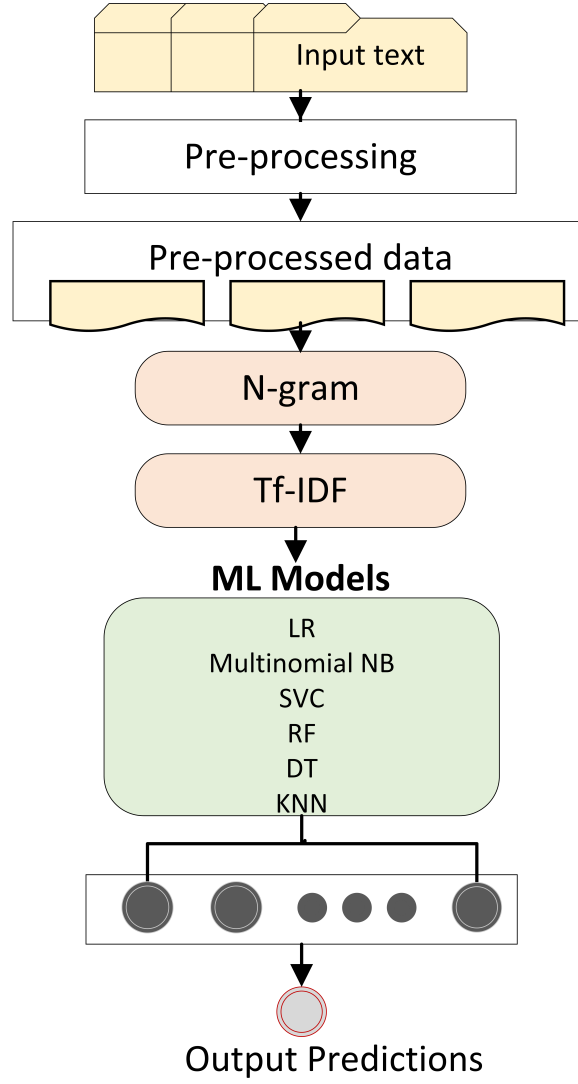 Input text
Pre-processing
Pre-processed data
N-gram
Tf-IDF
ML Models
LR
Multinomial NB
SVC
RF
DT
KNN
Output Predictions